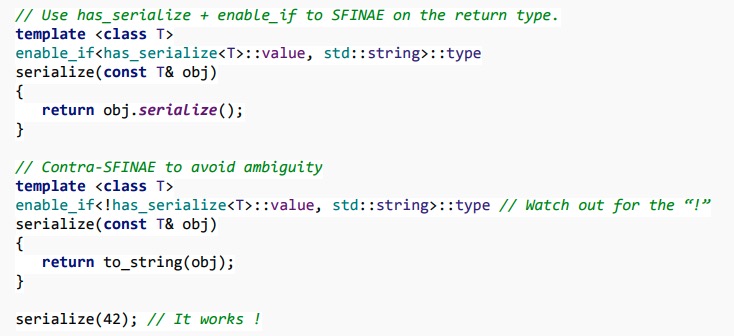 // Use has_serialize + enable_if to SFINAE on the return type.
template <class T>
enable_if<has_serialize<T>::value, std::string>::type
serialize(const T& obj)
{
return obj.serialize();
}
// Contra-SFINAE to avoid ambiguity
template <class T>
enable_if<!has_serialize<T>::value, std::string>::type // Watch out for the “!”
serialize(const T& obj)
{
return to_string(obj);
}
serialize(42); // It works !